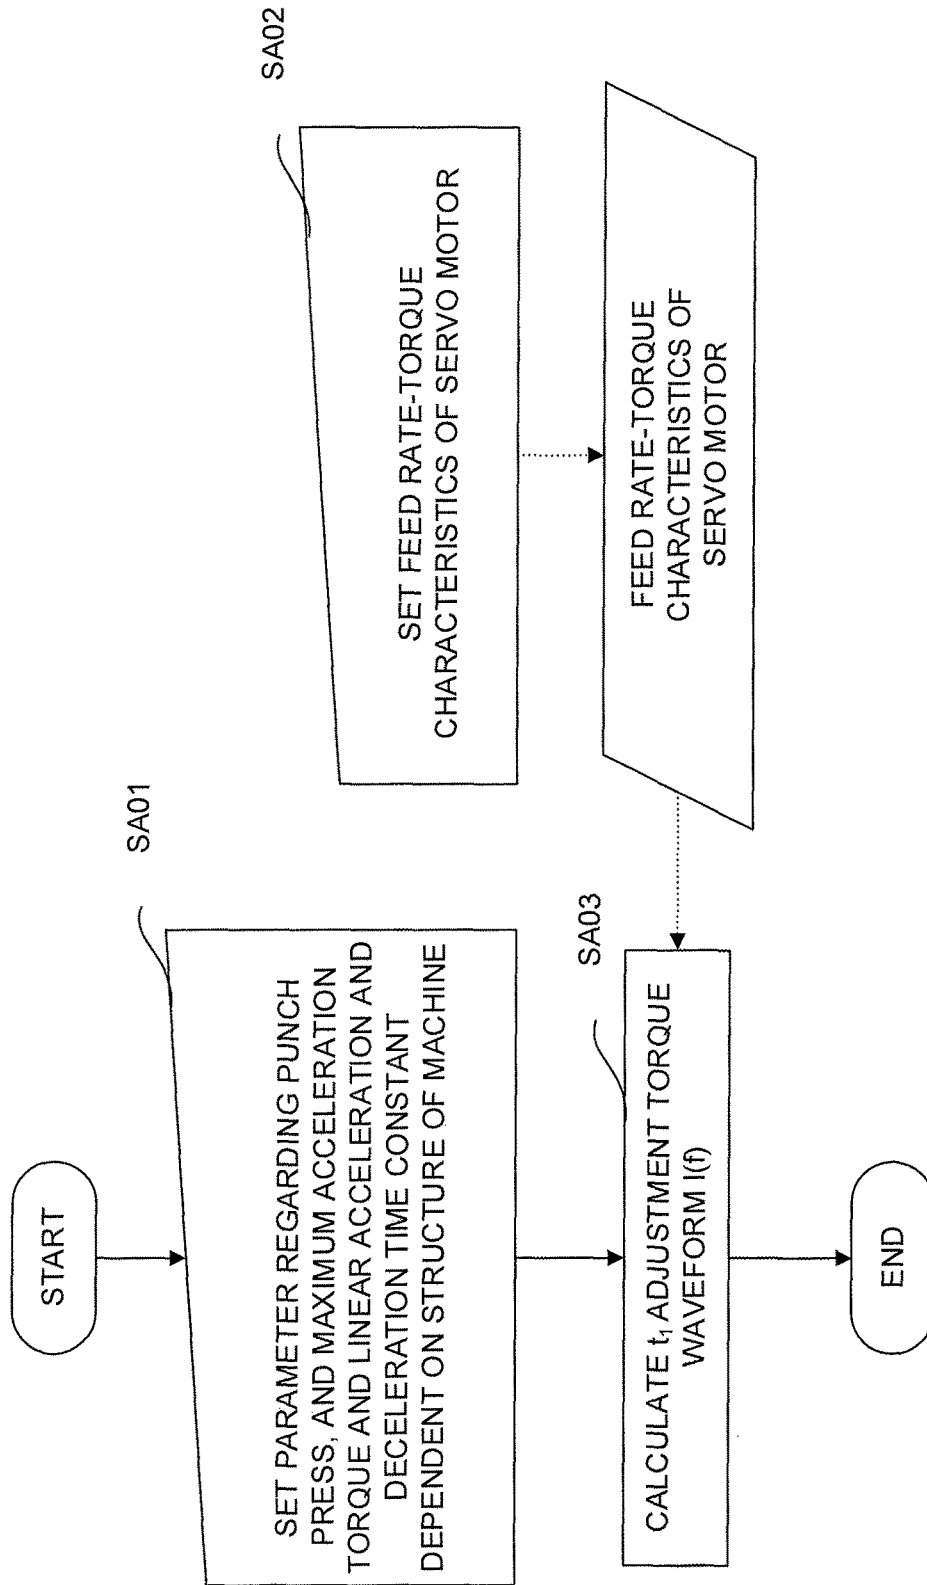 START
SA01
SET PARAMETER REGARDING PUNCH
PRESS, AND MAXIMUM ACCELERATION
TORQUE AND LINEAR ACCELERATION AND
DECELERATION TIME CONSTANT
DEPENDENT ON STRUCTURE OF MACHINE
SA02
SET FEED RATE-TORQUE
CHARACTERISTICS OF SERVO MOTOR
FEED RATE-TORQUE
CHARACTERISTICS OF
SERVO MOTOR
SA03
CALCULATE t₁ ADJUSTMENT TORQUE
WAVEFORM I(f)
END